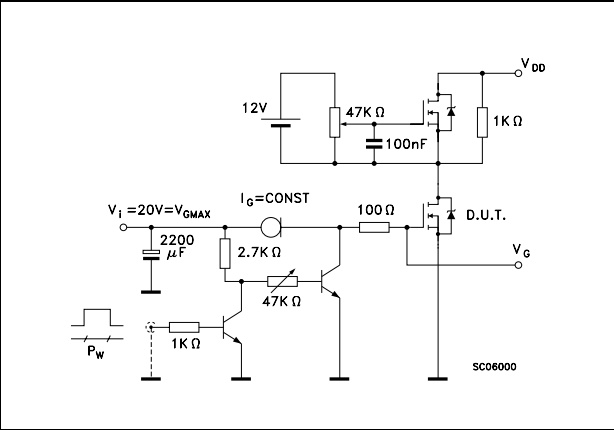 V DD
12V
47K Ω
1K Ω
100nF
I G =CONST
V i =20V=V GMAX
100 Ω
D.U.T.
2200
μF
2.7K Ω
V G
47K Ω
1K Ω
P W
SC06000